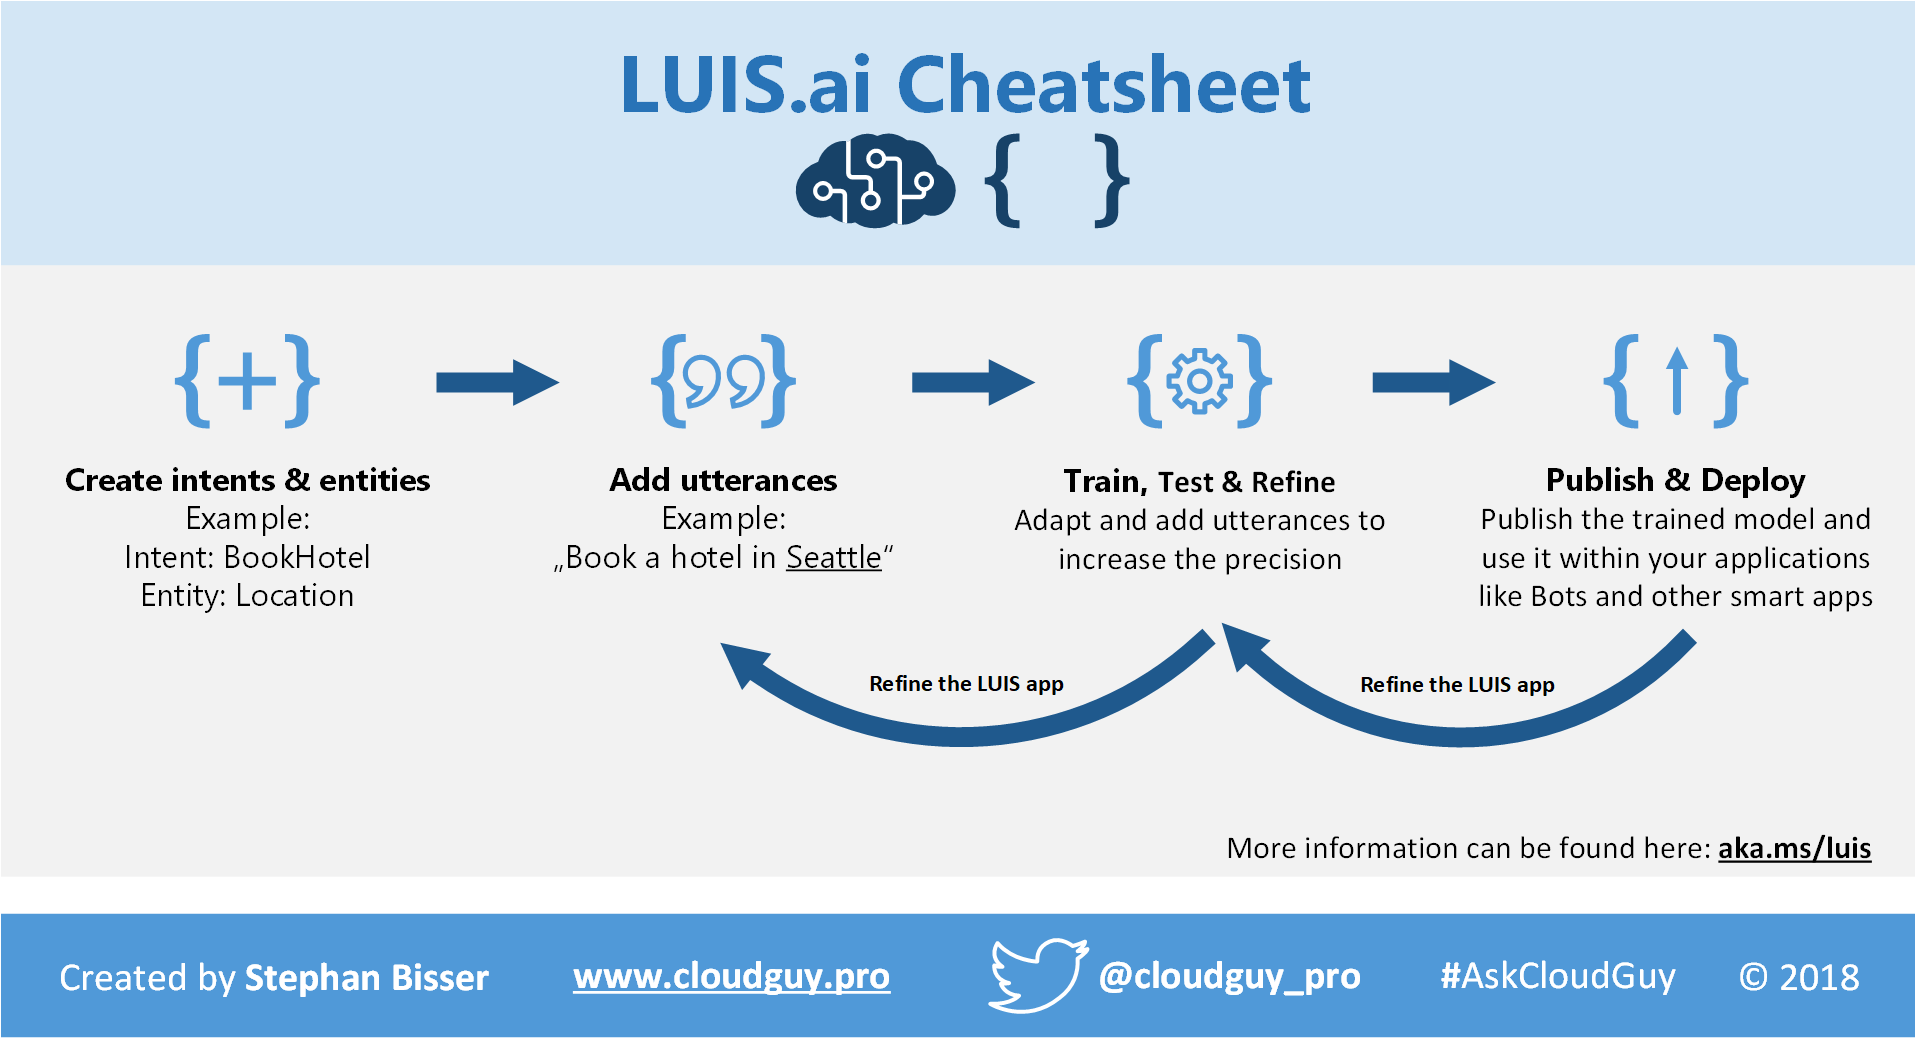 LUIS.ai Cheatsheet
{ }
Create intents & entities
Example:
Intent: BookHotel
Entity: Location
Add utterances
Example:
„Book a hotel in Seattle“
Train, Test & Refine
Adapt and add utterances to
increase the precision
Publish & Deploy
Publish the trained model and
use it within your applications
like Bots and other smart apps
Refine the LUIS app
Refine the LUIS app
More information can be found here: aka.ms/luis
Created by Stephan Bisser
www.cloudguy.pro
@cloudguy_pro
#AskCloudGuy
© 2018